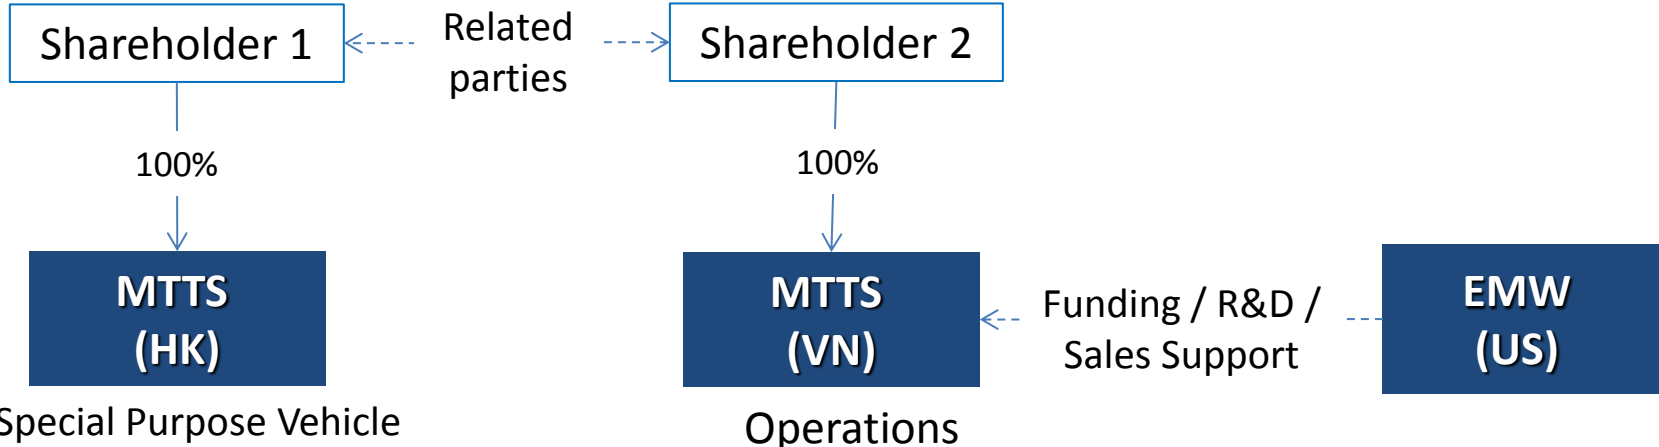 Shareholder 1
Related
parties
Shareholder 2
100%
100%
MTTS
(HK)
MTTS
(VN)
Funding / R&D /
Sales Support
EMW
(US)
Special Purpose Vehicle
Operations